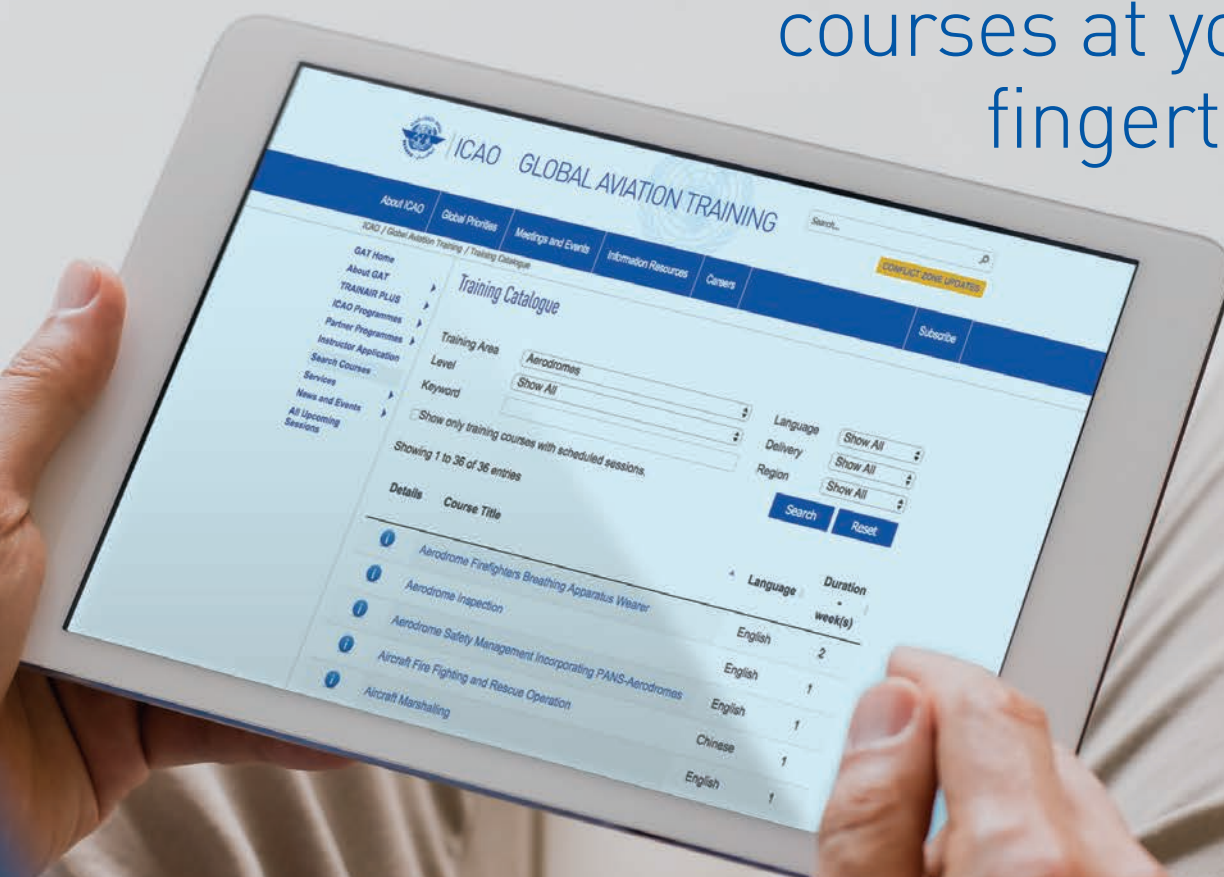 courses at yo
fingert
ICAO GLOBAL AVIATION TRAINING
Search...
CONFLICT ZONE UPDATES
About ICAO Global Priorities Meetings and Events Information Resources Careers Subscribe
ICAO / Global Aviation Training / Training Catalogue
GAT Home
About GAT
TRAINAIR PLUS
ICAO Programmes
Partner Programmes
Instructor Application
Search Courses
Services
News and Events
All Upcoming
Sessions
Training Catalogue
Training Area Aerodromes
Level Show All
Keyword
Language Show All
Delivery Show All
Region Show All
Show only training courses with scheduled sessions.
Search Reset
Showing 1 to 36 of 36 entries
Details Course Title Language Duration
-
week(s)
Aerodrome Firefighters Breathing Apparatus Wearer English 2
Aerodrome Inspection English 1
Aerodrome Safety Management Incorporating PANS-Aerodromes English 1
Aircraft Fire Fighting and Rescue Operation Chinese 1
Aircraft Marshalling English 1